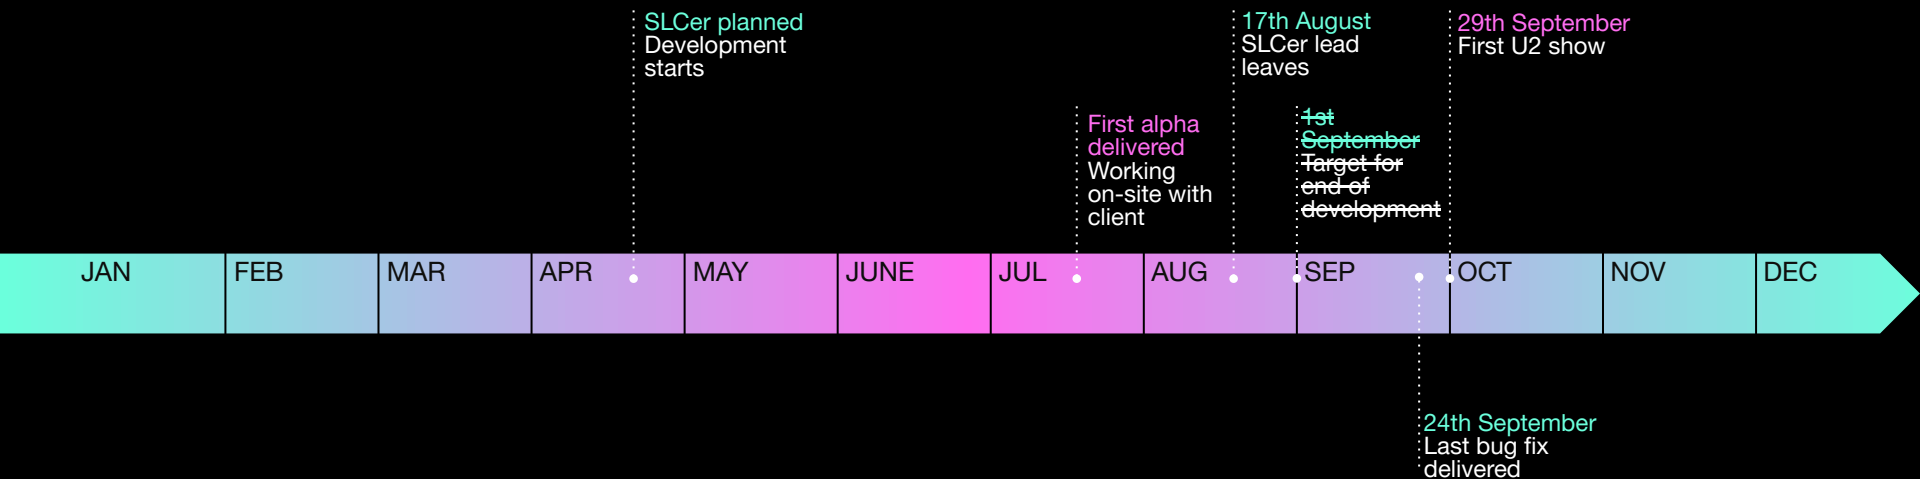 SLCer planned
Development
starts
17th August
SLCer lead
leaves
29th September
First U2 show
First alpha
delivered
Working
on-site with
client
1st
September
Target for
end of
development
JAN FEB MAR APR MAY JUNE JUL AUG SEP OCT NOV DEC
24th September
Last bug fix
delivered